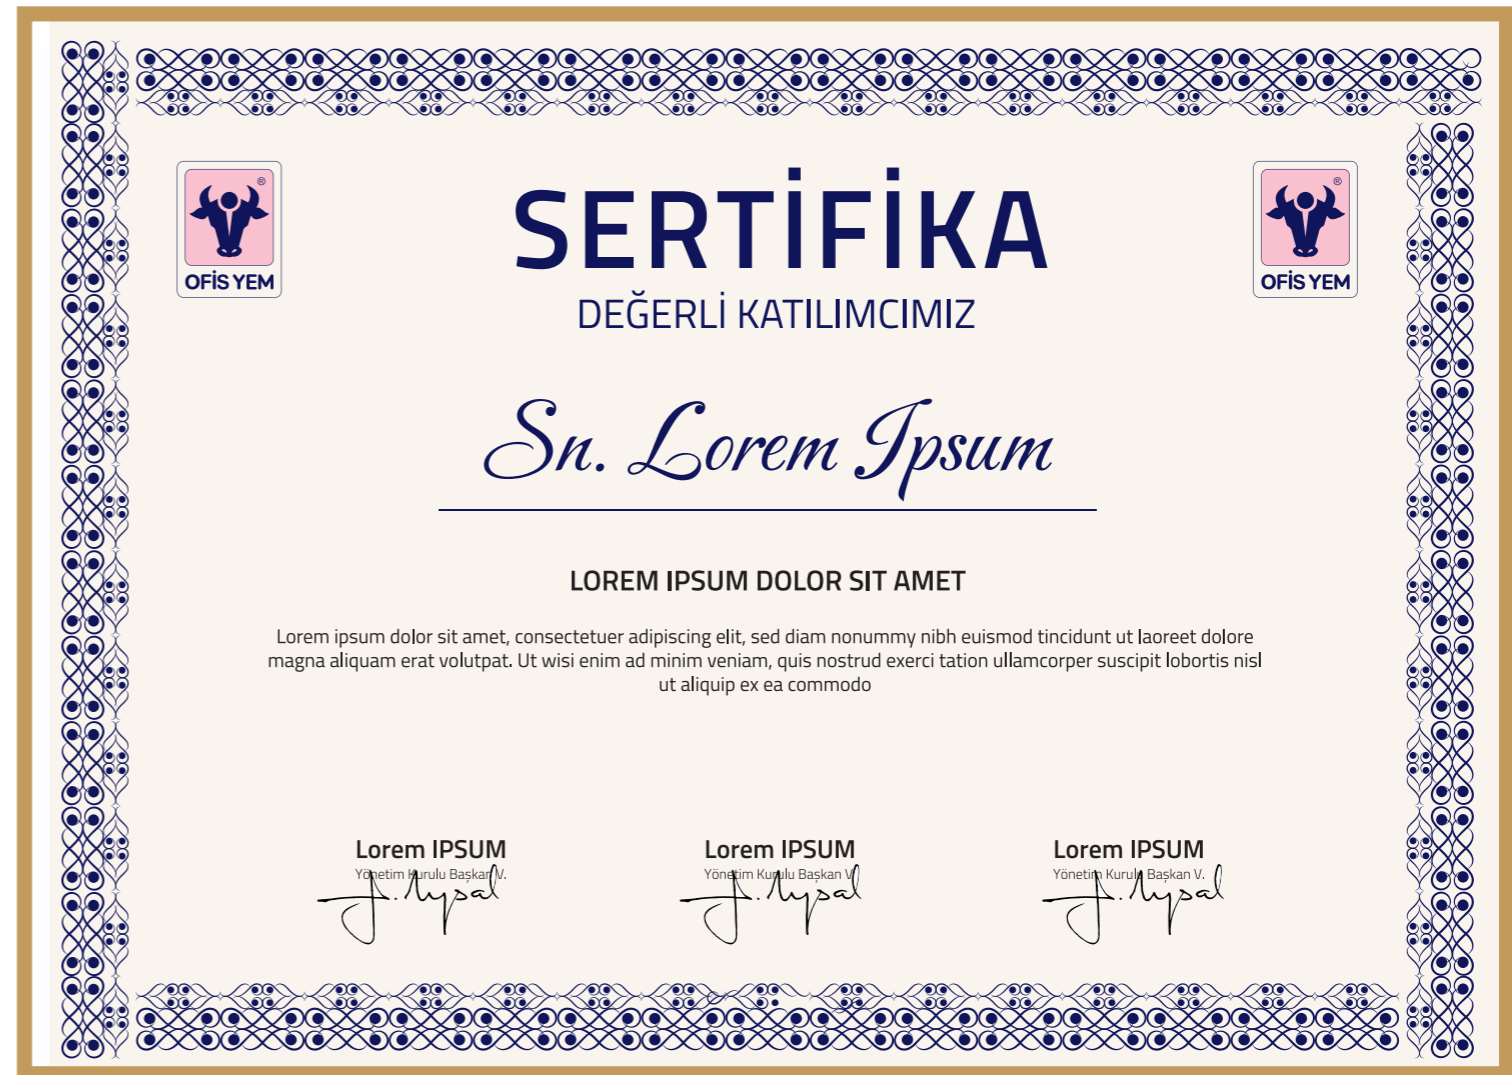 ®
OFİS YEM
SERTİFİKA
®
OFİS YEM
DEĞERLİ KATILIMCIMIZ
Sn. Lorem Ipsum
LOREM IPSUM DOLOR SIT AMET
Lorem ipsum dolor sit amet, consectetuer adipiscing elit, sed diam nonummy nibh euismod tincidunt ut laoreet dolore
magna aliquam erat volutpat. Ut wisi enim ad minim veniam, quis nostrud exerci tation ullamcorper suscipit lobortis nisl
ut aliquip ex ea commodo
Lorem IPSUM
Yönetim Kurulu Başkan V.
Lorem IPSUM
Yönetim Kurulu Başkan V.
Lorem IPSUM
Yönetim Kurulu Başkan V.